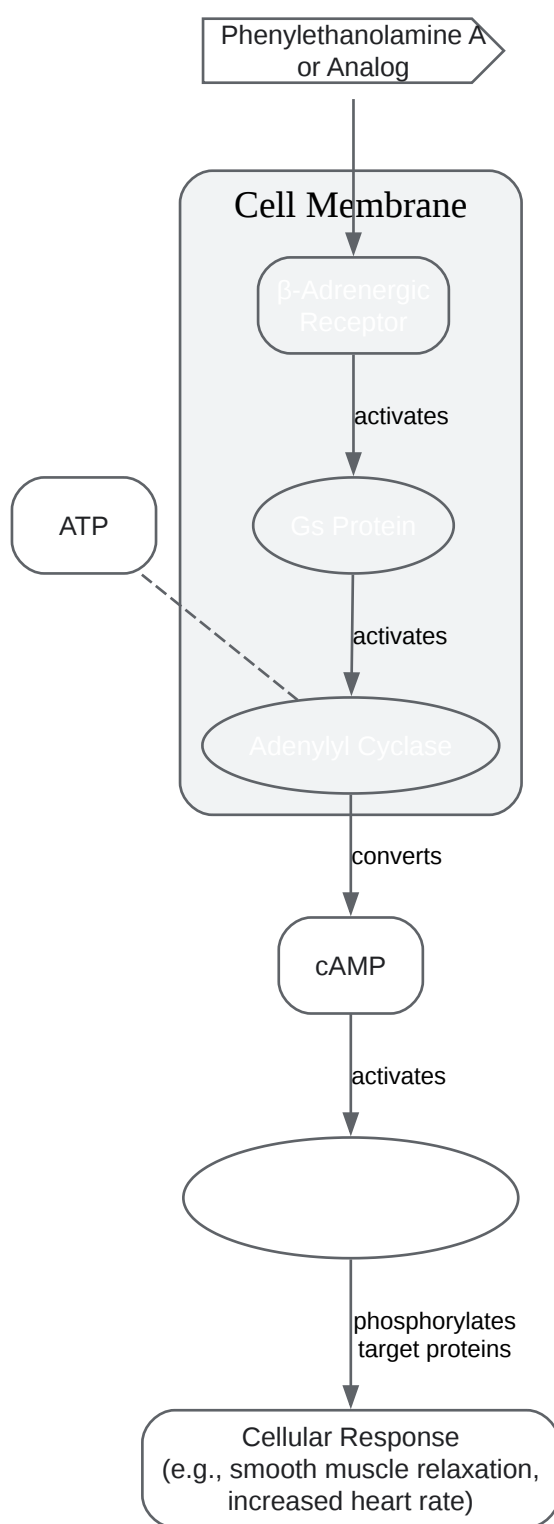 Phenylethanolamine A
or Analog
Cell Membrane
β-Adrenergic
Receptor
activates
ATP
Gs Protein
activates
Adenylyl Cyclase
converts
cAMP
activates
phosphorylates
target proteins
Cellular Response
(e.g., smooth muscle relaxation,
increased heart rate)